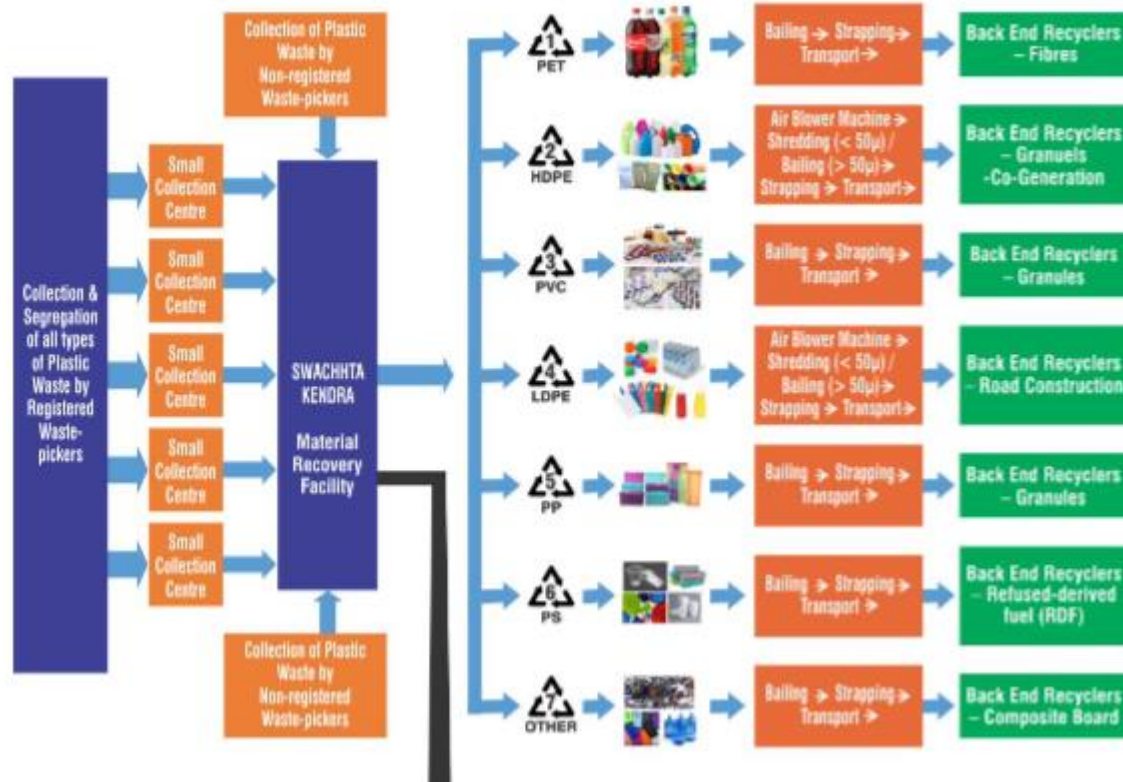 Collection of Plastic
Waste by
Non-registered
Waste-pickers
Collection &
Segregation
of all types
of Plastic
Waste by
Registered
Waste-
pickers
Small
Collection
Centre
Small
Collection
Centre
Small
Collection
Centre
Small
Collection
Centre
Small
Collection
Centre
SWACHHTA
KENDRA
Material
Recovery
Facility
Collection of Plastic
Waste by
Non-registered
Waste-pickers
1
PET
Bailing → Strapping→
Transport→
Back End Recyclers
– Fibres
2
HDPE
Air Blower Machine→
Shredding (< 50µ) /
Bailing (> 50µ)→
Strapping → Transport→
Back End Recyclers
– Granuels
-Co-Generation
3
PVC
Bailing → Strapping→
Transport →
Back End Recyclers
– Granules
4
LDPE
Air Blower Machine→
Shredding (< 50µ) /
Bailing (> 50µ)→
Strapping → Transport→
Back End Recyclers
– Road Construction
5
PP
Bailing → Strapping→
Transport →
Back End Recyclers
– Granules
6
PS
Bailing → Strapping→
Transport →
Back End Recyclers
– Refused-derived
fuel (RDF)
7
OTHER
Bailing → Strapping→
Transport →
Back End Recyclers
– Composite Board